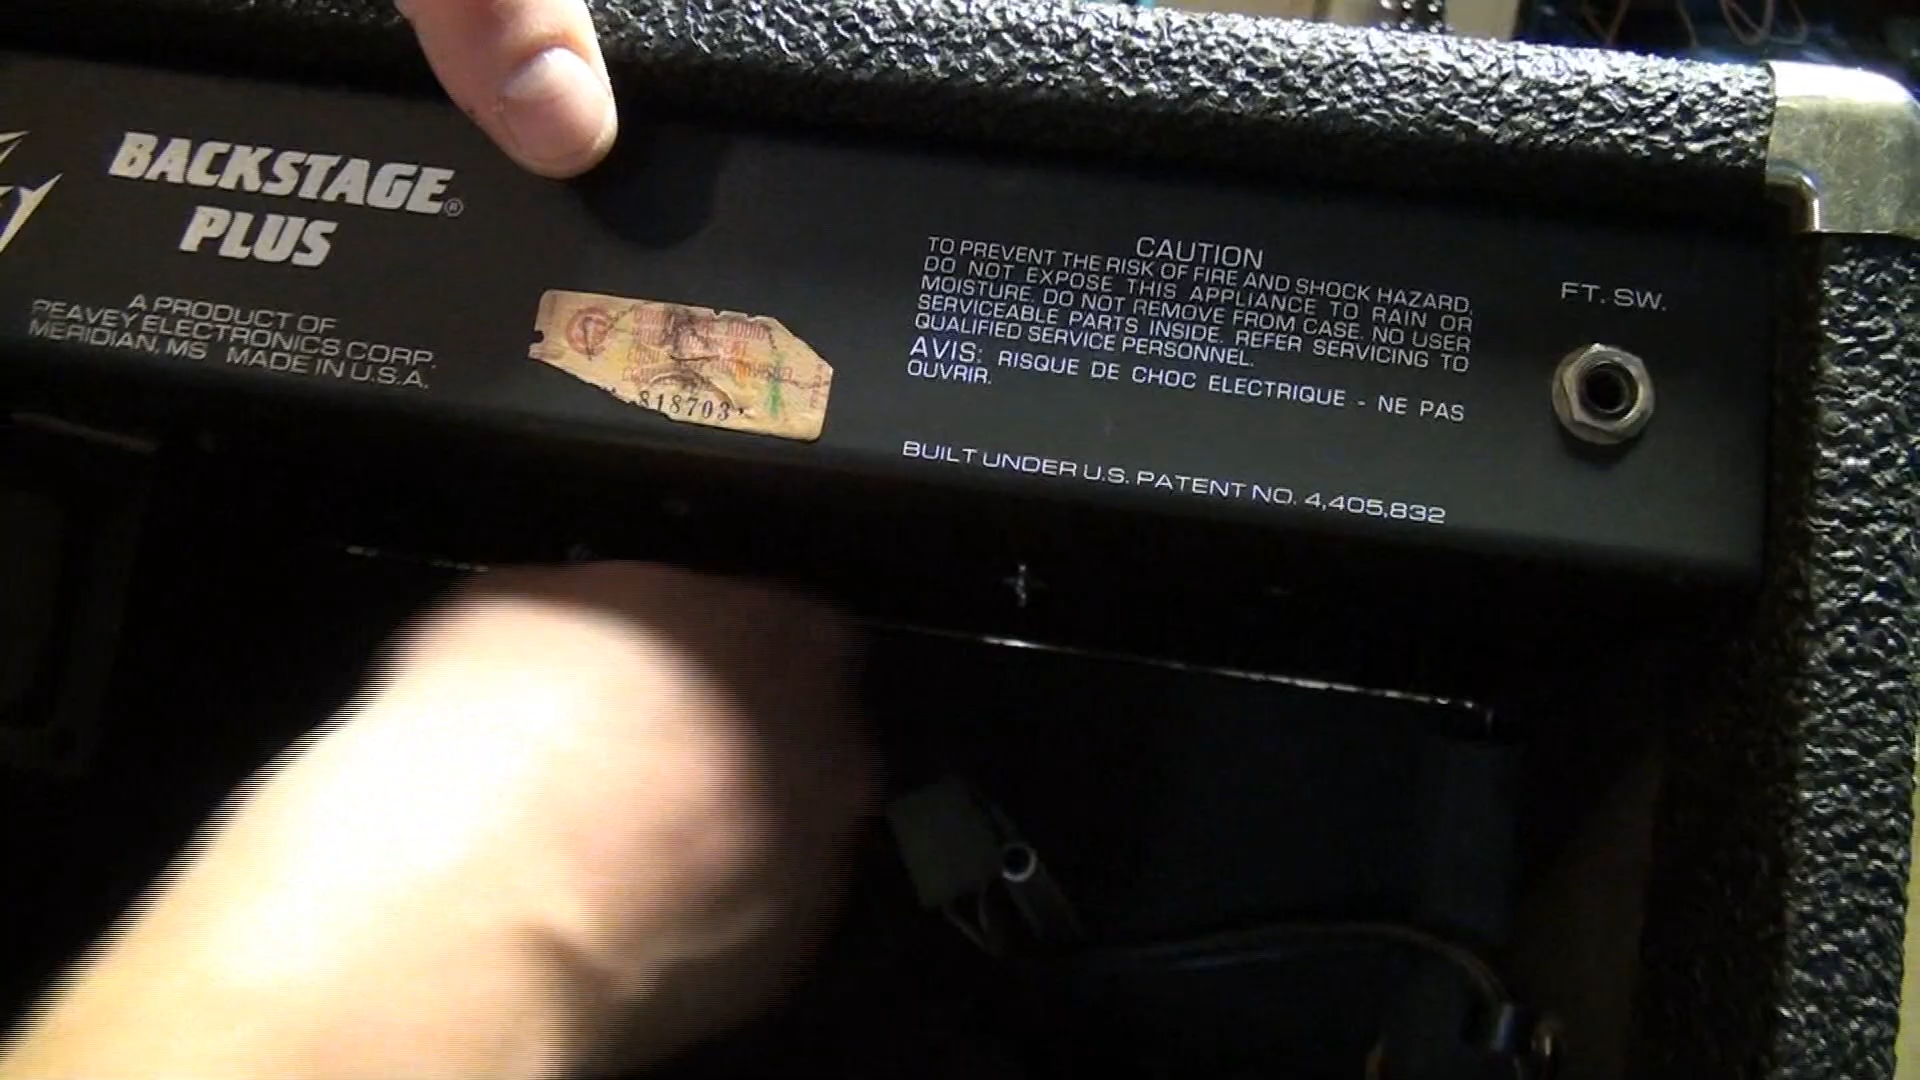 BACKSTAGE®
PLUS
A PRODUCT OF
PEAVEY ELECTRONICS CORP.
MERIDIAN, MS MADE IN U.S.A.
818703
CAUTION
TO PREVENT THE RISK OF FIRE AND SHOCK HAZARD,
DO NOT EXPOSE THIS APPLIANCE TO RAIN OR
MOISTURE. DO NOT REMOVE FROM CASE. NO USER
SERVICEABLE PARTS INSIDE. REFER SERVICING TO
QUALIFIED SERVICE PERSONNEL.
AVIS: RISQUE DE CHOC ELECTRIQUE - NE PAS
OUVRIR.
BUILT UNDER U.S. PATENT NO. 4,405,832
FT. SW.